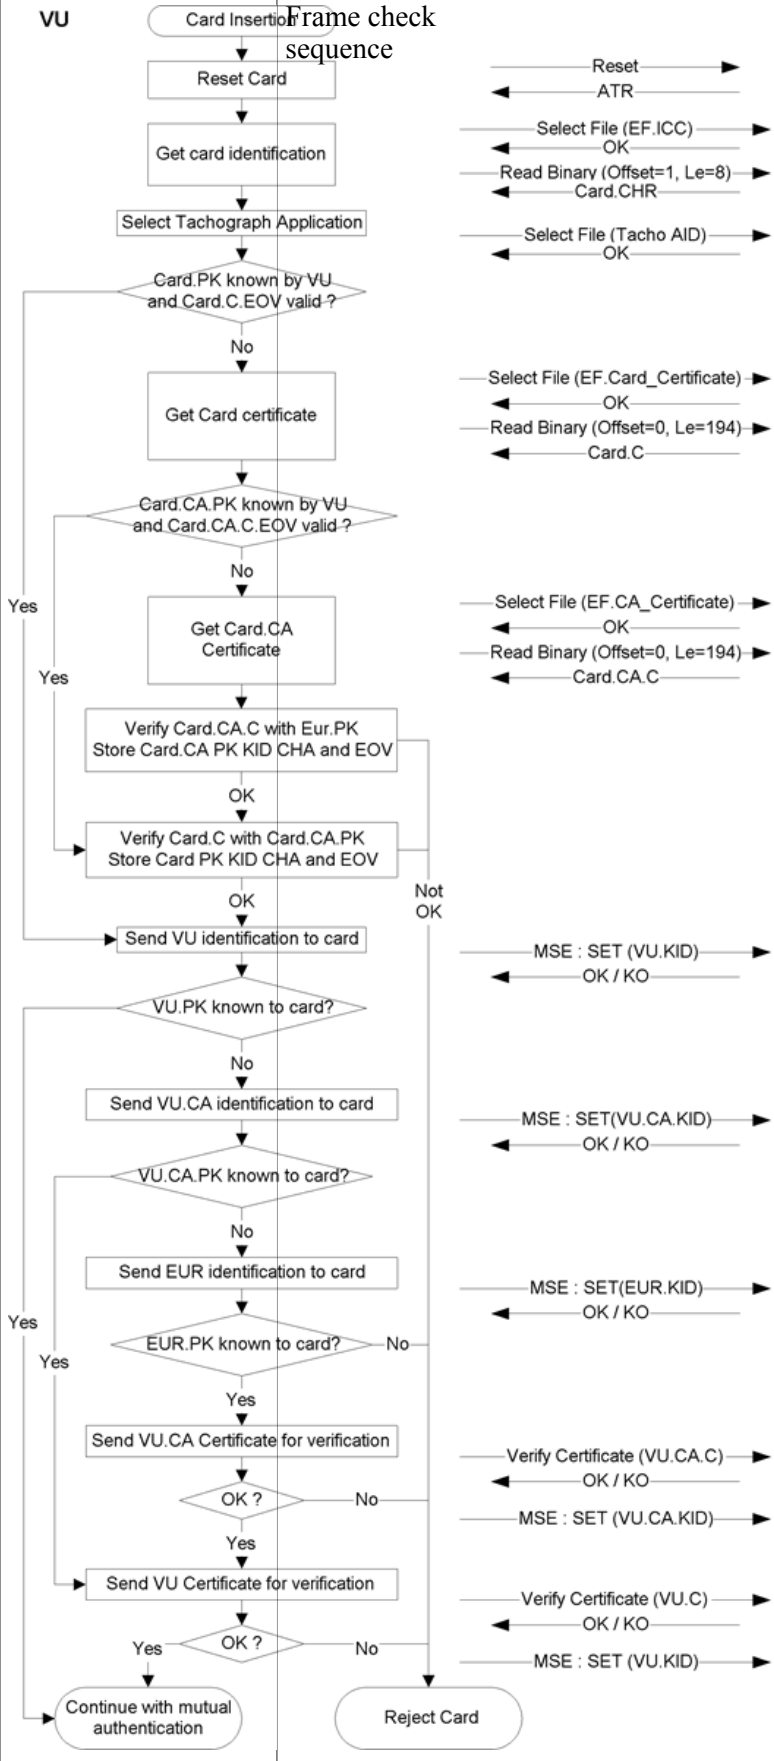 VU
Card Insertion
Frame check
sequence
Reset Card
Reset
ATR
Get card identification
Select File (EF.ICC)
OK
Read Binary (Offset=1, Le=8)
Card.CHR
Select Tachograph Application
Select File (Tacho AID)
OK
Card.PK known by VU
and Card.C.EOV valid ?
No
Get Card certificate
Select File (EF.Card_Certificate)
OK
Read Binary (Offset=0, Le=194)
Card.C
Card.CA.PK known by VU
and Card.CA.C.EOV valid ?
No
Yes
Get Card.CA
Certificate
Select File (EF.CA_Certificate)
OK
Read Binary (Offset=0, Le=194)
Card.CA.C
Yes
Verify Card.CA.C with Eur.PK
Store Card.CA PK KID CHA and EOV
OK
Verify Card.C with Card.CA.PK
Store Card PK KID CHA and EOV
Not
OK
OK
Send VU identification to card
MSE : SET (VU.KID)
OK / KO
VU.PK known to card?
No
Send VU.CA identification to card
MSE : SET(VU.CA.KID)
OK / KO
VU.CA.PK known to card?
No
Send EUR identification to card
MSE : SET(EUR.KID)
OK / KO
Yes
EUR.PK known to card?
No
Yes
Yes
Send VU.CA Certificate for verification
Verify Certificate (VU.CA.C)
OK / KO
OK ?
No
MSE : SET (VU.CA.KID)
Yes
Send VU Certificate for verification
Verify Certificate (VU.C)
OK / KO
OK ?
Yes
No
MSE : SET (VU.KID)
Continue with mutual
authentication
Reject Card